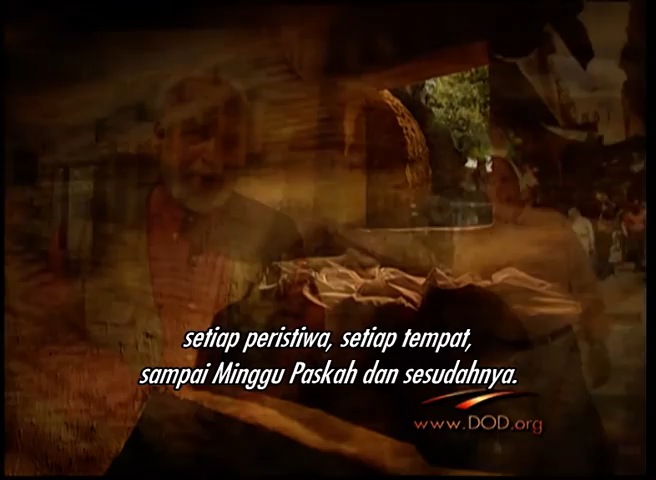 setiap peristiwa, setiap tempat,
sampai Minggu Paskah dan sesudahnya.
www.DOD.org